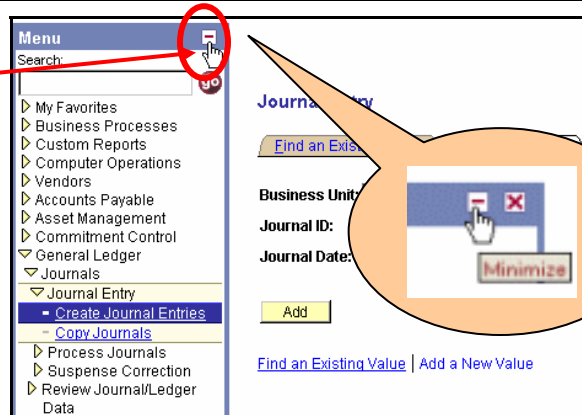 Menu
Search:
go
My Favorites
Business Processes
Custom Reports
Computer Operations
Vendors
Accounts Payable
Asset Management
Commitment Control
General Ledger
Journals
Journal Entry
- Create Journal Entries
- Copy Journals
Process Journals
Suspense Correction
Review Journal/Ledger
Data
Find an Exis
Business Unit:
Journal ID:
Journal Date:
Add
Find an Existing Value | Add a New Value
Minimize